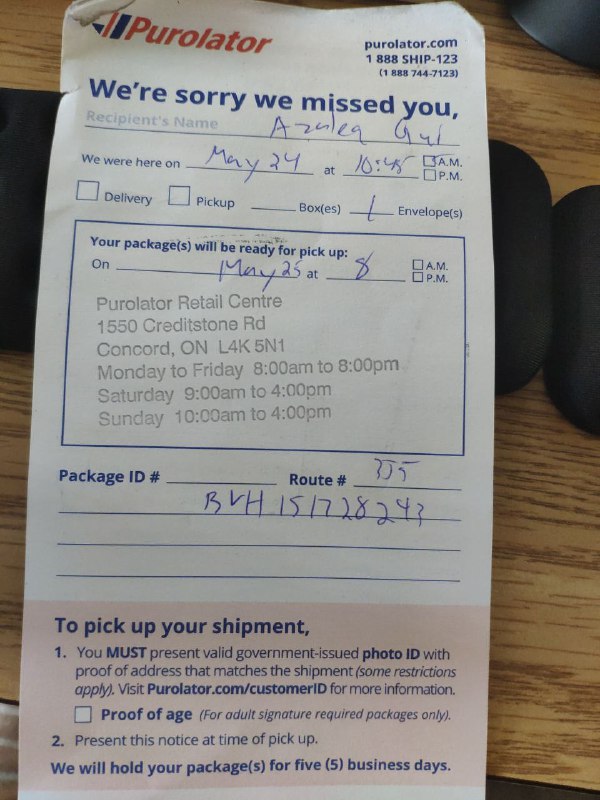 Purolator
purolator.com
1 888 SHIP-123
(1 888 744-7123)
We're sorry we missed you,
Recipient's Name Azalea Gul
We were here on May 24 at 10:45 A.M.
P.M.
Delivery Pickup Box(es) 1 Envelope(s)
Your package(s) will be ready for pick up:
On May 25 at 8 A.M.
P.M.
Purolator Retail Centre
1550 Creditstone Rd
Concord, ON L4K 5N1
Monday to Friday 8:00am to 8:00pm
Saturday 9:00am to 4:00pm
Sunday 10:00am to 4:00pm
Package ID # Route # 335
BVH 151728243
To pick up your shipment,
1. You MUST present valid government-issued photo ID with
proof of address that matches the shipment (some restrictions
apply). Visit Purolator.com/customerID for more information.
Proof of age (For adult signature required packages only).
2. Present this notice at time of pick up.
We will hold your package(s) for five (5) business days.